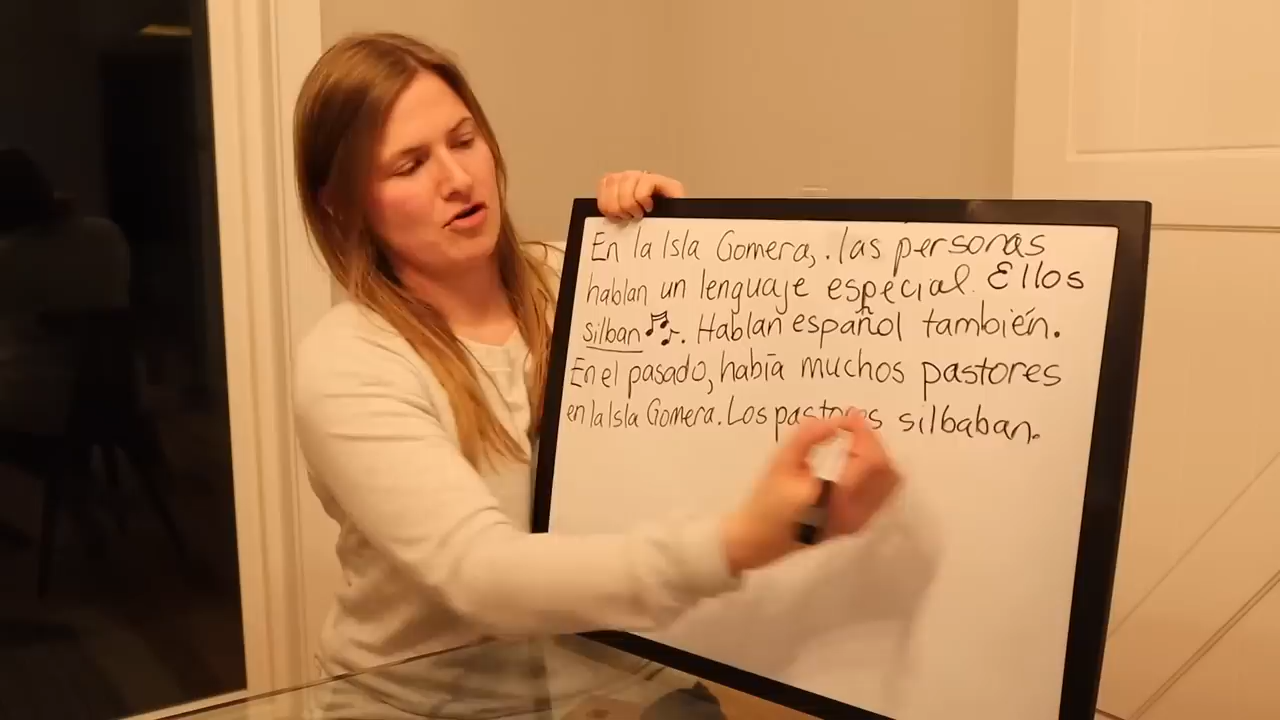 En la Isla Gomera,. las personas
hablan un lenguaje especial. Ellos
silban. Hablan español también.
En el pasado, había muchos pastores
en la Isla Gomera. Los pastores silbaban.